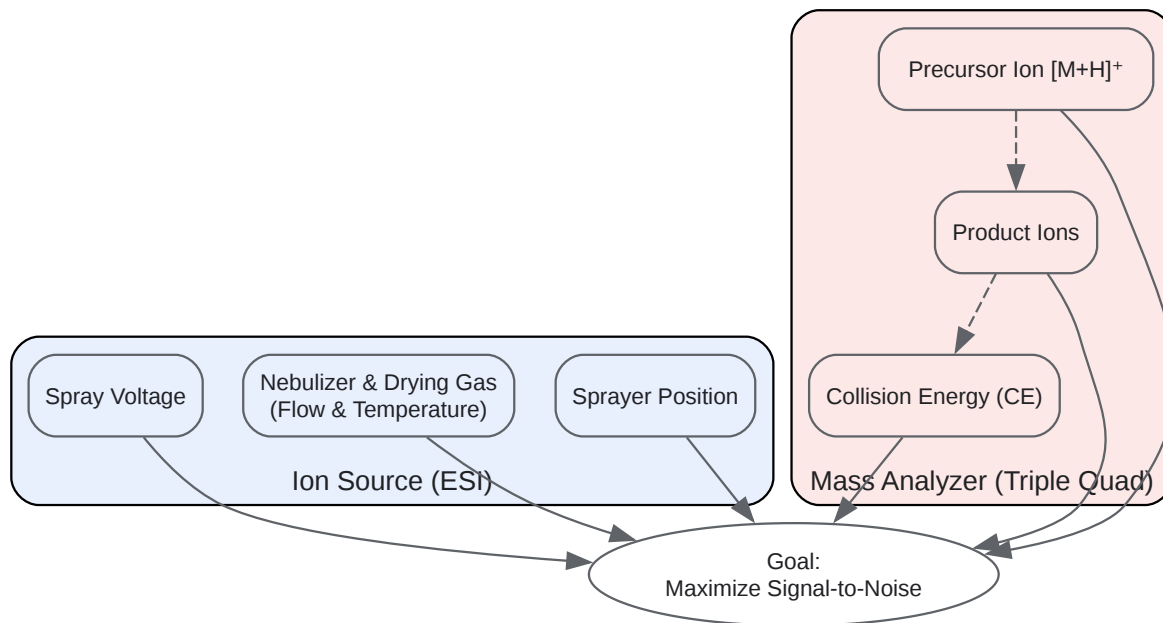 Precursor Ion [M+H]⁺
Product Ions
Spray Voltage
Nebulizer & Drying Gas
(Flow & Temperature)
Sprayer Position
Collision Energy (CE)
Ion Source (ESI)
Mass Analyzer (Triple Quad)
Goal:
Maximize Signal-to-Noise